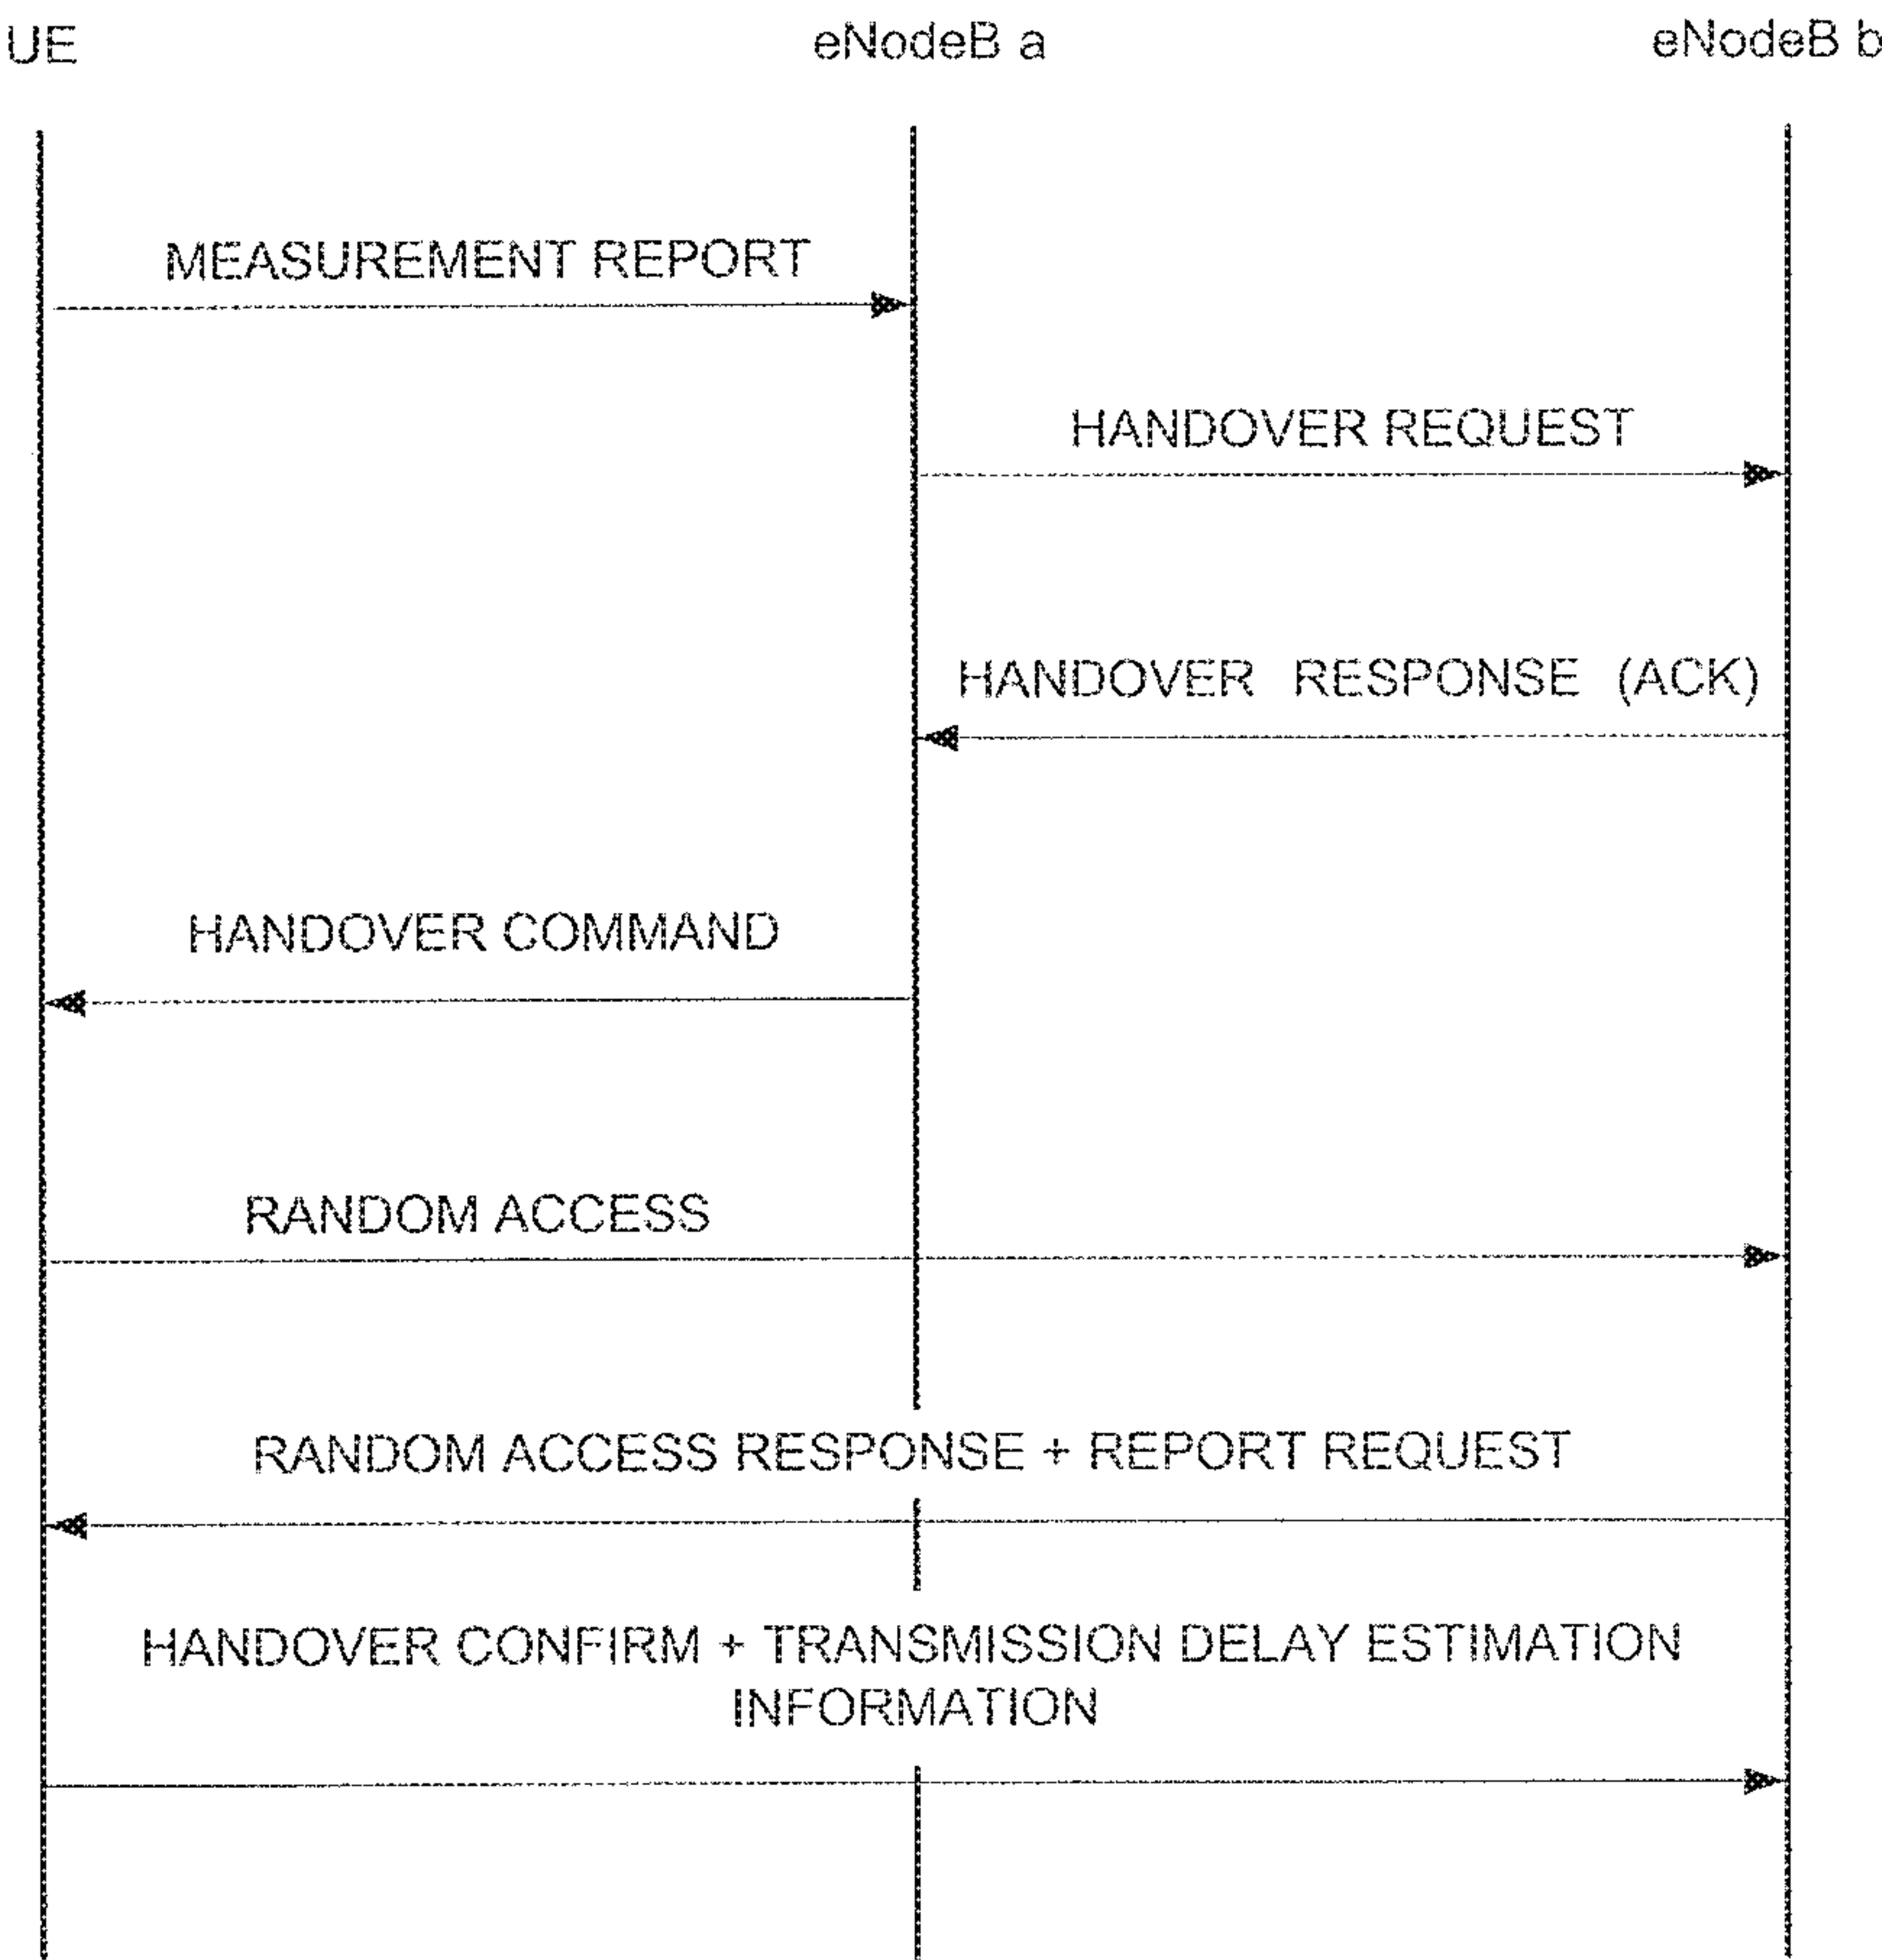 UE eNodeB a eNodeB b
MEASUREMENT REPORT
HANDOVER REQUEST
HANDOVER RESPONSE (ACK)
HANDOVER COMMAND
RANDOM ACCESS
RANDOM ACCESS RESPONSE + REPORT REQUEST
HANDOVER CONFIRM + TRANSMISSION DELAY ESTIMATION
INFORMATION